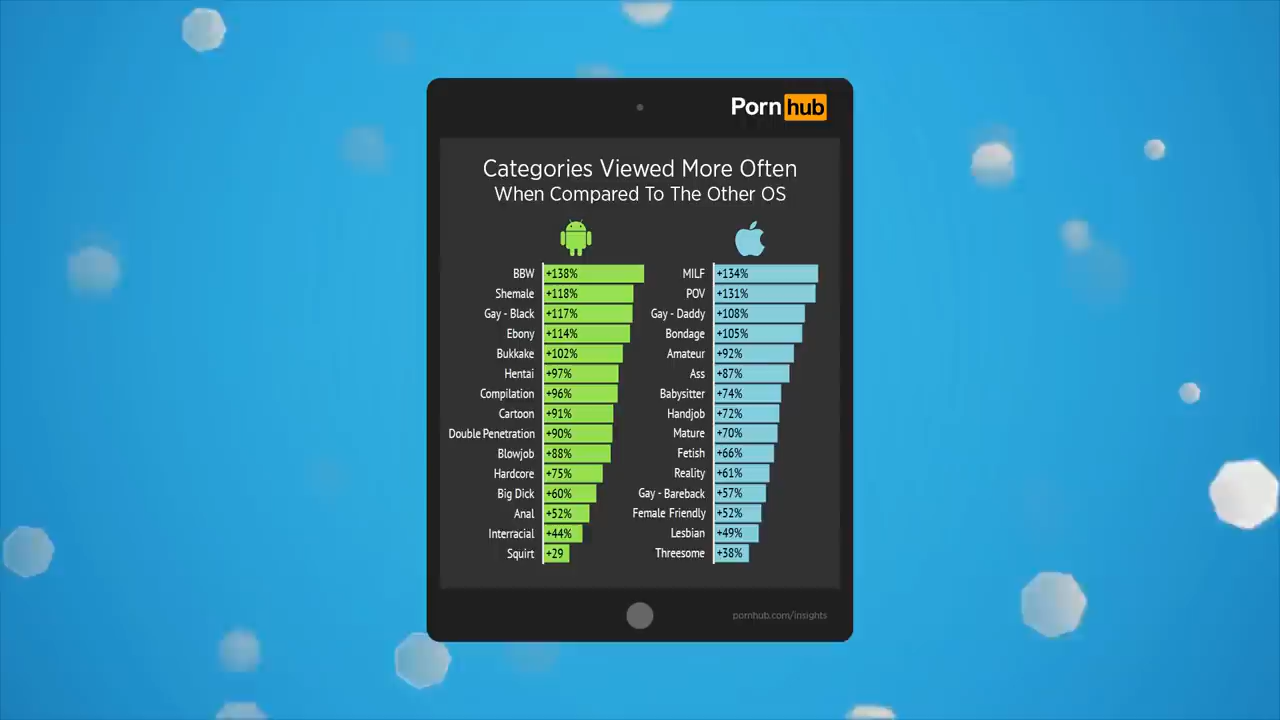 Pornhub
Categories Viewed More Often
When Compared To The Other OS
BBW +138%
Shemale +118%
Gay - Black +117%
Ebony +114%
Bukkake +102%
Hentai +97%
Compilation +96%
Cartoon +91%
Double Penetration +90%
Blowjob +88%
Hardcore +75%
Big Dick +60%
Anal +52%
Interracial +44%
Squirt +29
MILF +134%
POV +131%
Gay - Daddy +108%
Bondage +105%
Amateur +92%
Ass +87%
Babysitter +74%
Handjob +72%
Mature +70%
Fetish +66%
Reality +61%
Gay - Bareback +57%
Female Friendly +52%
Lesbian +49%
Threesome +38%
pornhub.com/insights